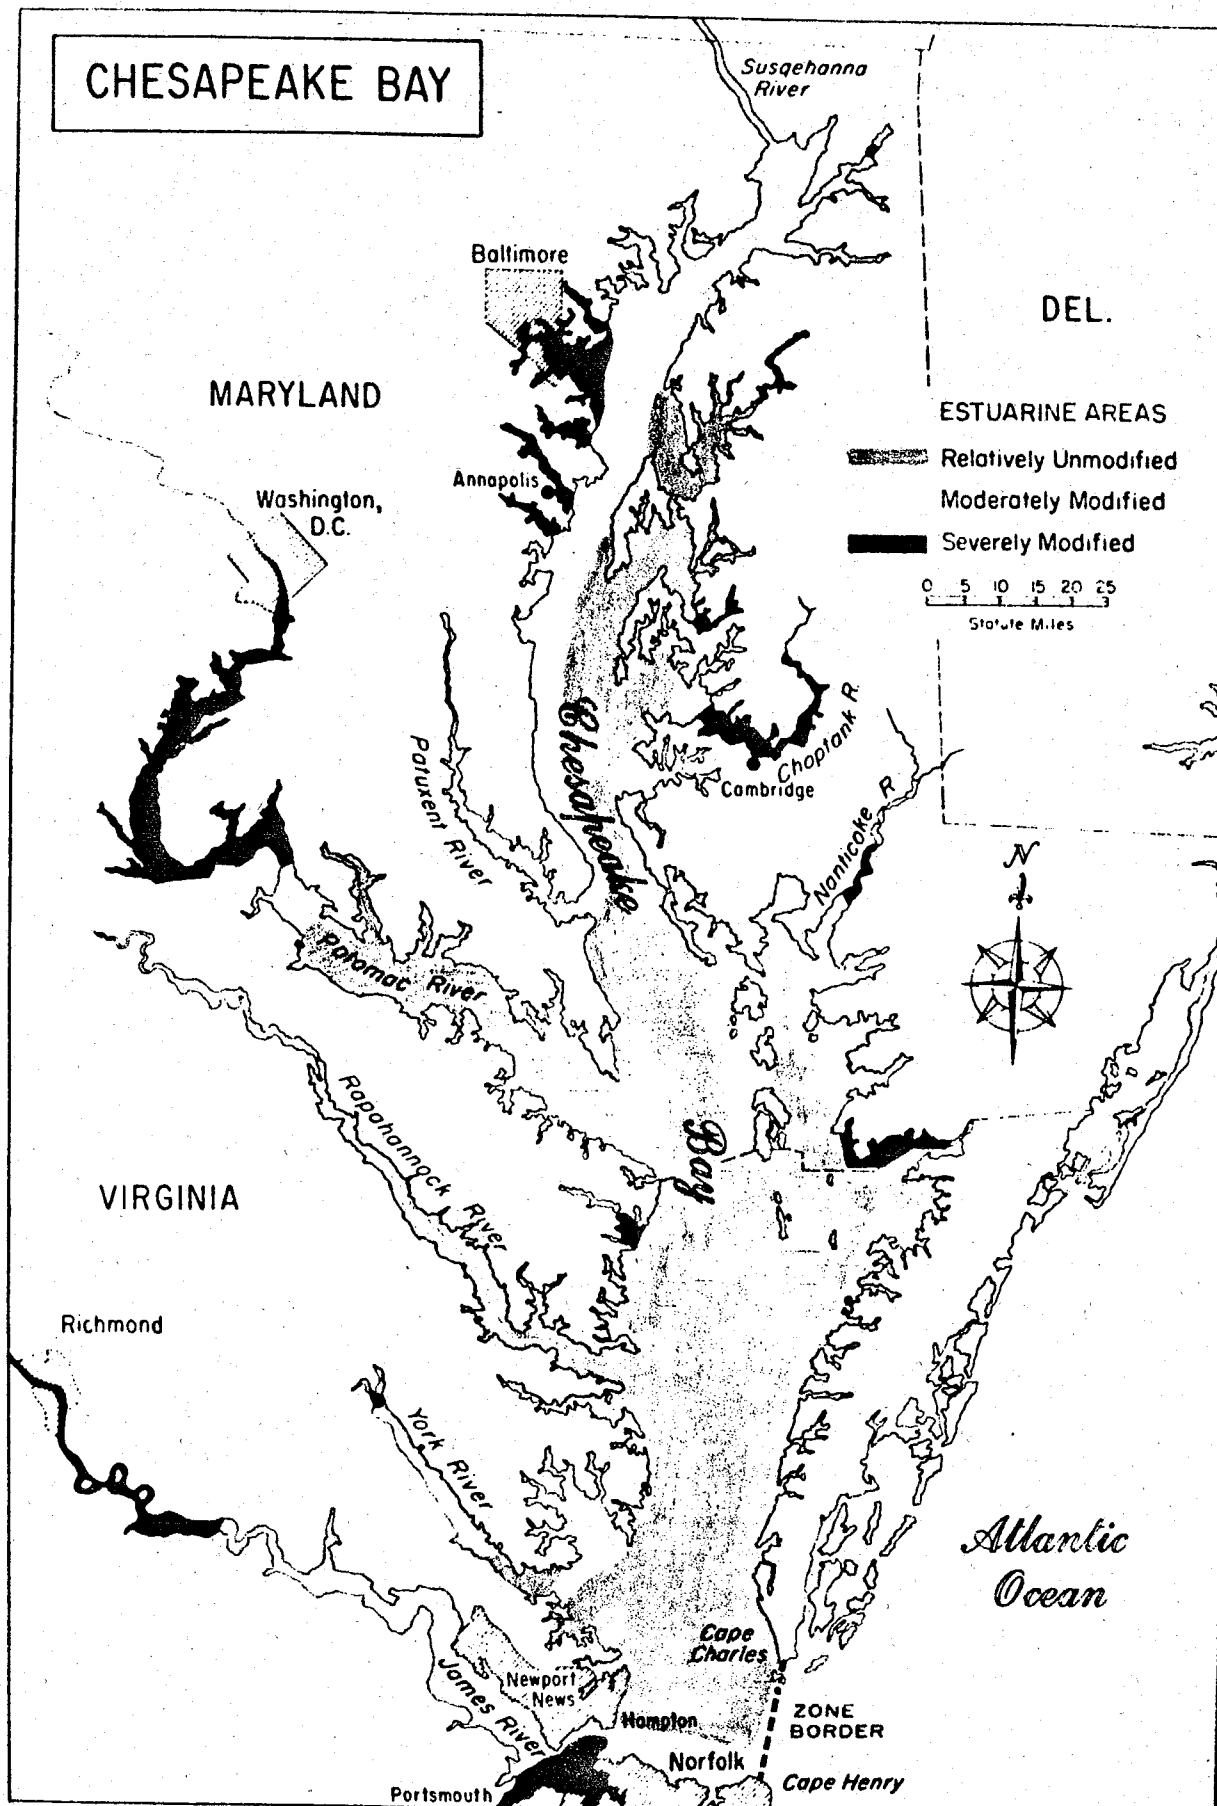 CHESAPEAKE BAY
Susqehanna
River
Baltimore
DEL.
MARYLAND
ESTUARINE AREAS
Relatively Unmodified
Moderately Modified
Severely Modified
0 5 10 15 20 25
Statute Miles
Annapolis
Washington,
D.C.
Chesapeake
Choptank R.
Cambridge
Patuxent River
Nanticoke R
N
Potomac River
Rapahannock River
Bay
VIRGINIA
Richmond
York River
Atlantic
Ocean
Cape
Charles
Newport
News
James River
Hampton
ZONE
BORDER
Norfolk
Cape Henry
Portsmouth